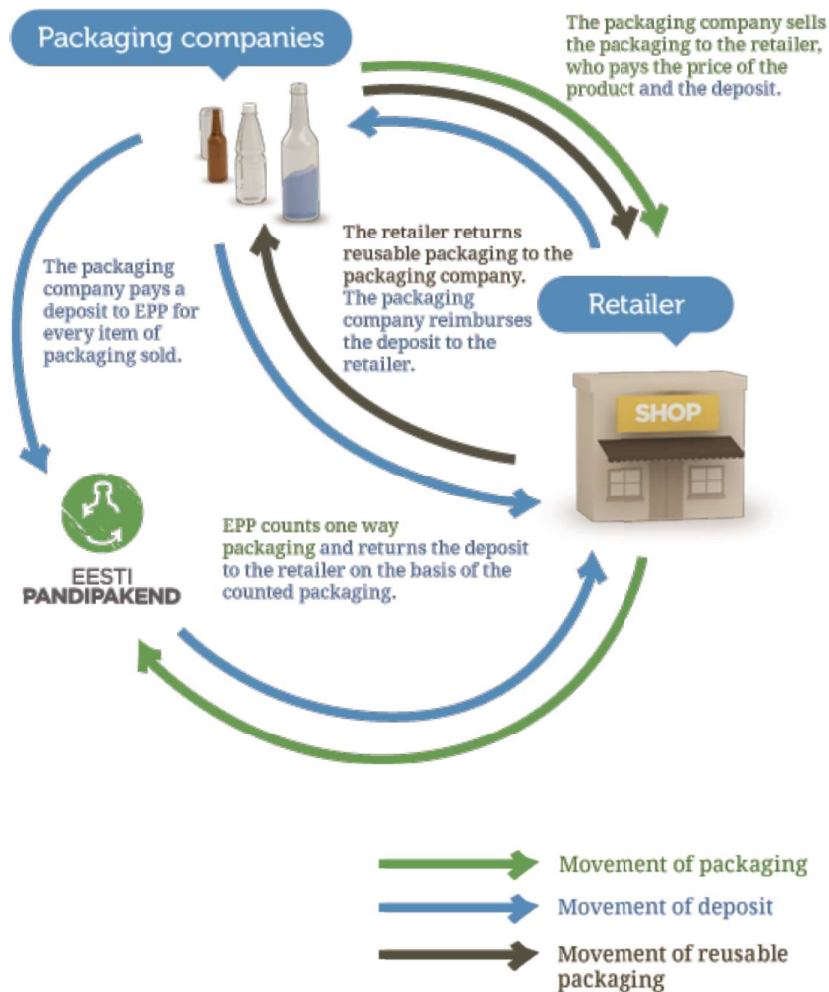 Packaging companies
The packaging company sells
the packaging to the retailer,
who pays the price of the
product and the deposit.
The packaging
company pays a
deposit to EPP for
every item of
packaging sold.
The retailer returns
reusable packaging to the
packaging company.
The packaging
company reimburses
the deposit to the
retailer.
Retailer
SHOP
EESTI
PANDIPAKEND
EPP counts one way
packaging and returns the deposit
to the retailer on the basis of the
counted packaging.
Movement of packaging
Movement of deposit
Movement of reusable
packaging